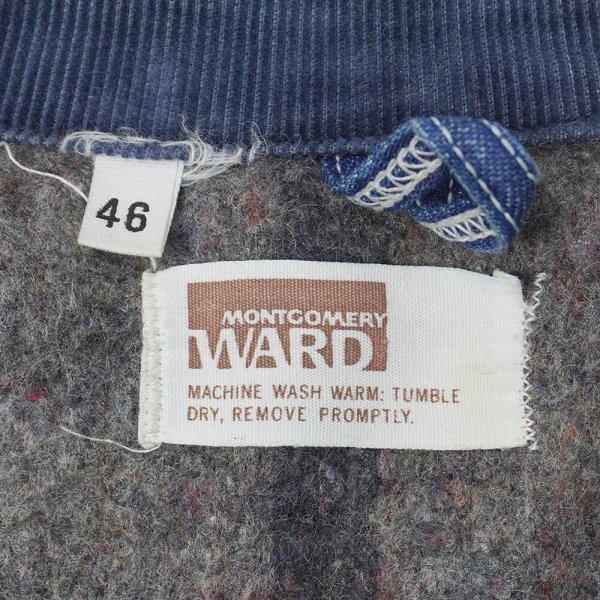 46
MONTGOMERY
WARD
MACHINE WASH WARM: TUMBLE
DRY, REMOVE PROMPTLY.